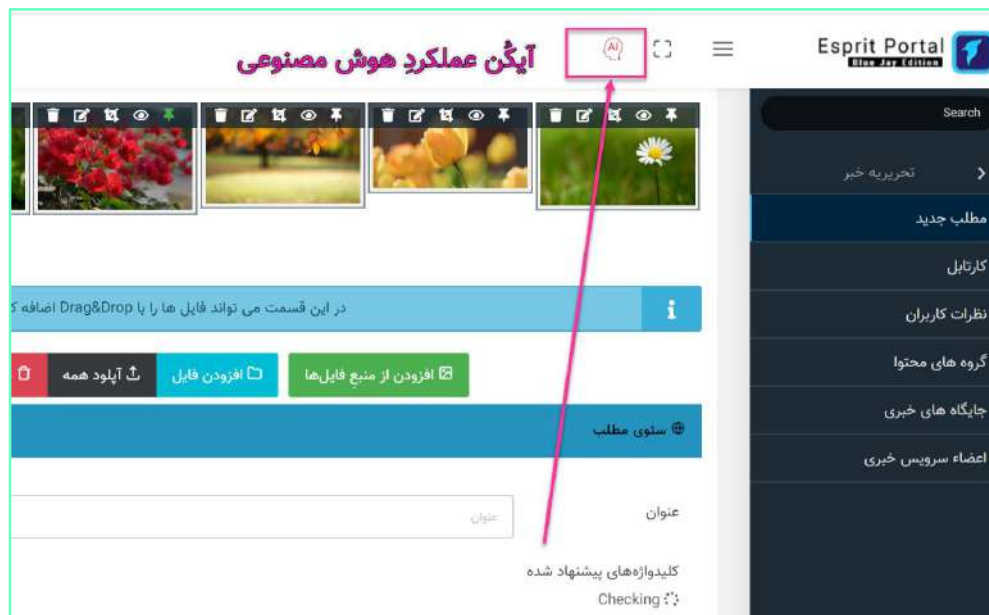 Esprit Portal
Blue Jay Edition
AI
آیکُن عملکردِ هوش مصنوعی
Search
تحریریه خبر
مطلب جدید
کارتابل
نظرات کاربران
گروه های محتوا
جایگاه های خبری
اعضاء سرویس خبری
در این قسمت می تواند فایل ها را با Drag&Drop اضافه
افزودن از منبع فایل‌ها
افزودن فایل
آپلود همه
سئوی مطلب
عنوان
عنوان
کلیدواژه‌های پیشنهاد شده
Checking